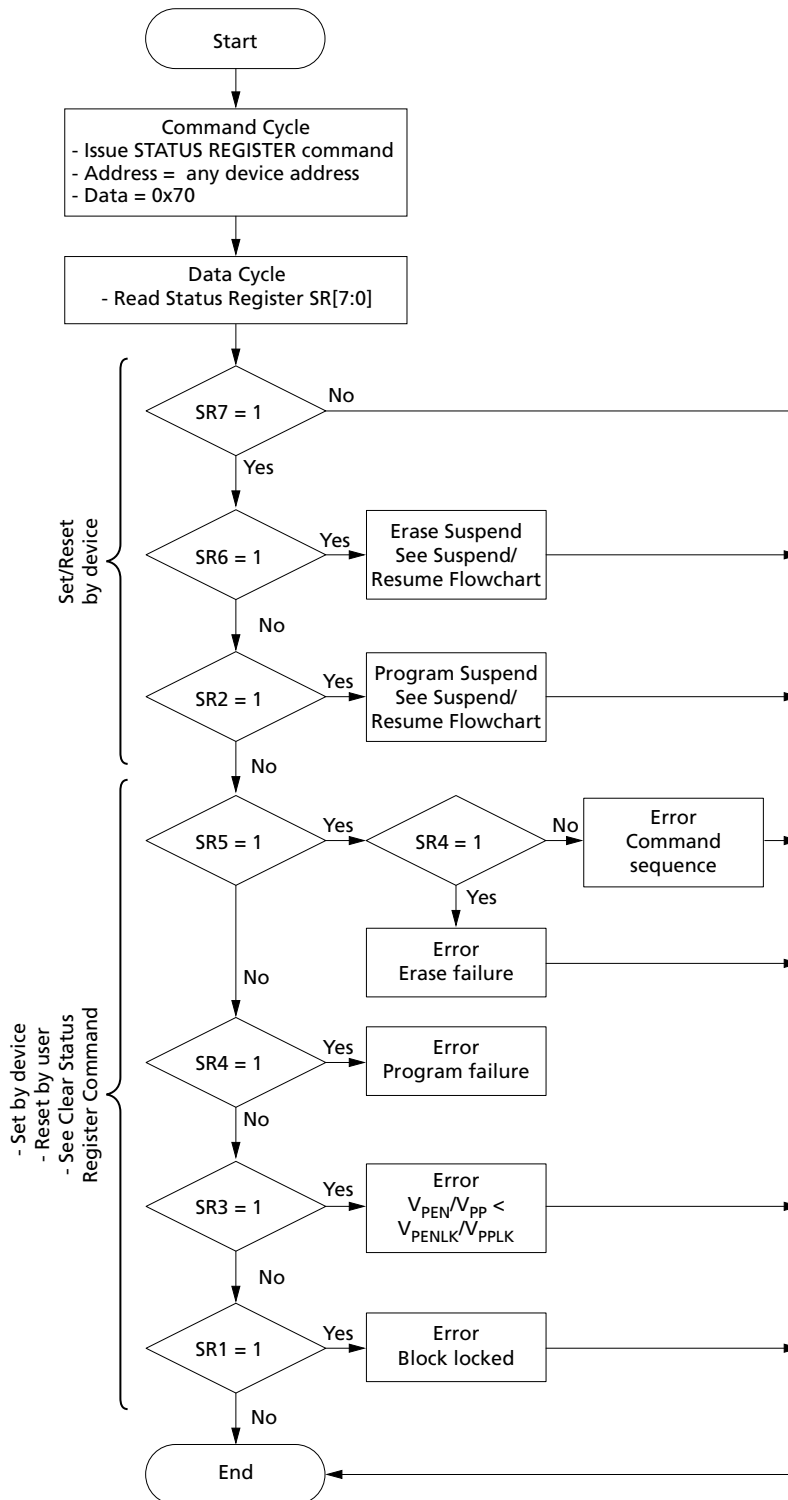 Start
Command Cycle
- Issue STATUS REGISTER command
- Address = any device address
- Data = 0x70
Data Cycle
- Read Status Register SR[7:0]
Set/Reset
by device
SR7 = 1
No
Yes
SR6 = 1
Yes
Erase Suspend
See Suspend/
Resume Flowchart
No
SR2 = 1
Yes
Program Suspend
See Suspend/
Resume Flowchart
No
- Set by device
- Reset by user
- See Clear Status
Register Command
SR5 = 1
Yes
SR4 = 1
No
Error
Command
sequence
Yes
Error
Erase failure
No
SR4 = 1
Yes
Error
Program failure
No
SR3 = 1
Yes
Error
VPEN/VPP <
VPENLK/VPPLK
No
SR1 = 1
Yes
Error
Block locked
No
End